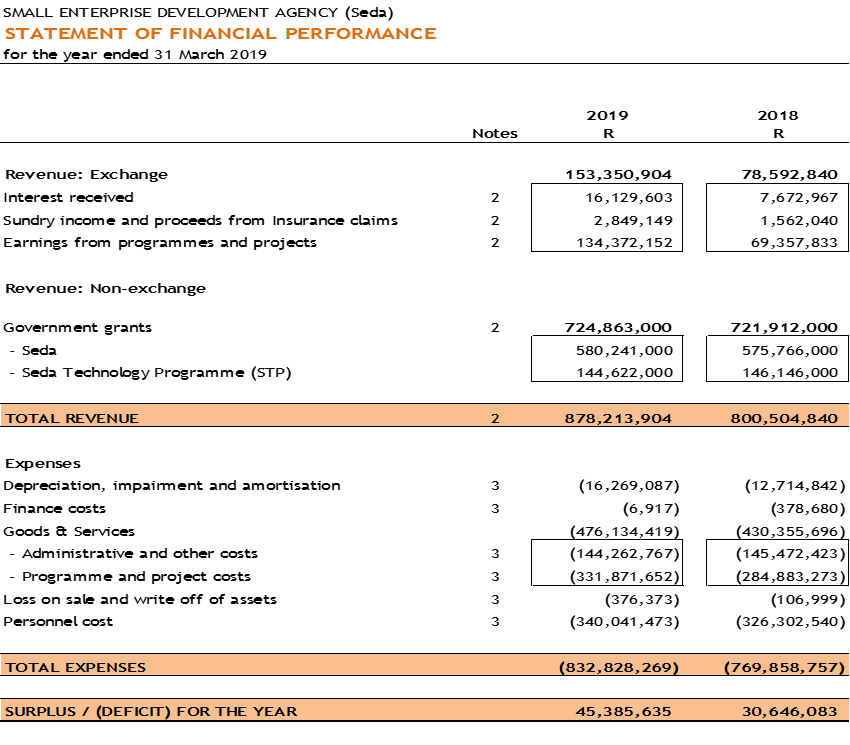 SMALL ENTERPRISE DEVELOPMENT AGENCY (Seda)
STATEMENT OF FINANCIAL PERFORMANCE
for the year ended 31 March 2019
2019 2018
Notes R R
Revenue: Exchange 153,350,904 78,592,840
Interest received 2 16,129,603 7,672,967
Sundry income and proceeds from Insurance claims 2 2,849,149 1,562,040
Earnings from programmes and projects 2 134,372,152 69,357,833
Revenue: Non-exchange
Government grants 2 724,863,000 721,912,000
- Seda 580,241,000 575,766,000
- Seda Technology Programme (STP) 144,622,000 146,146,000
TOTAL REVENUE 2 878,213,904 800,504,840
Expenses
Depreciation, impairment and amortisation 3 (16,269,087) (12,714,842)
Finance costs 3 (6,917) (378,680)
Goods & Services (476,134,419) (430,355,696)
- Administrative and other costs 3 (144,262,767) (145,472,423)
- Programme and project costs 3 (331,871,652) (284,883,273)
Loss on sale and write off of assets 3 (376,373) (106,999)
Personnel cost 3 (340,041,473) (326,302,540)
TOTAL EXPENSES (832,828,269) (769,858,757)
SURPLUS / (DEFICIT) FOR THE YEAR 45,385,635 30,646,083